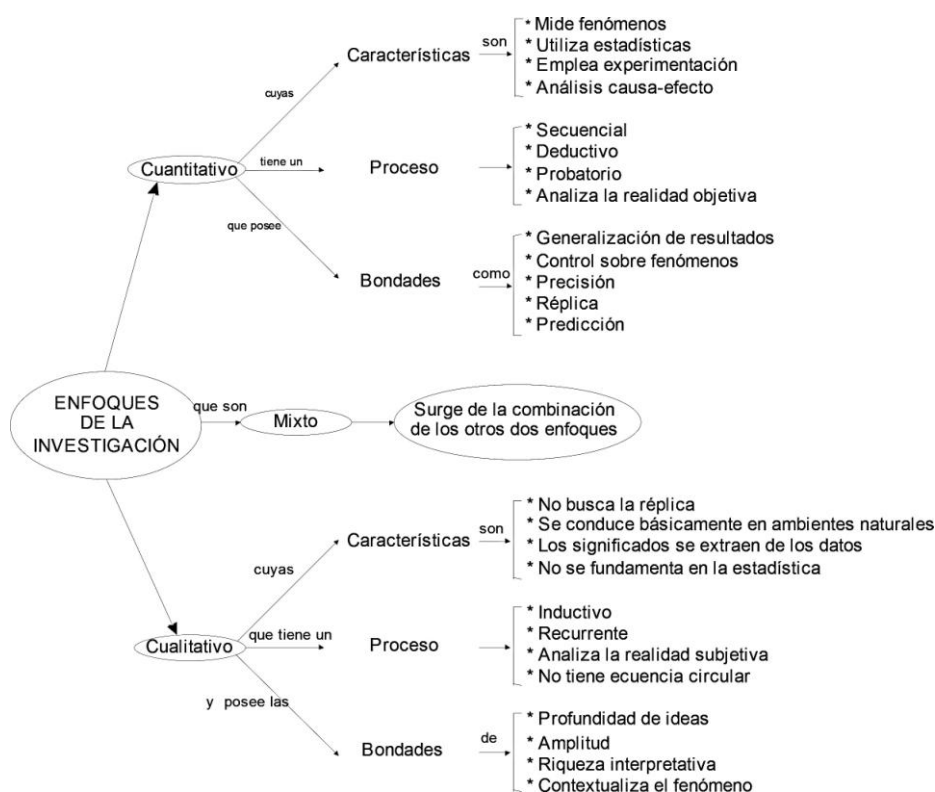 cuyas
Características
son
* Mide fenómenos
* Utiliza estadísticas
* Emplea experimentación
* Análisis causa-efecto
Cuantitativo
tiene un
Proceso
* Secuencial
* Deductivo
* Probatorio
* Analiza la realidad objetiva
que posee
Bondades
como
* Generalización de resultados
* Control sobre fenómenos
* Precisión
* Réplica
* Predicción
ENFOQUES
DE LA
INVESTIGACIÓN
que son
Mixto
Surge de la combinación
de los otros dos enfoques
cuyas
Características
son
* No busca la réplica
* Se conduce básicamente en ambientes naturales
* Los significados se extraen de los datos
* No se fundamenta en la estadística
Cualitativo
que tiene un
Proceso
* Inductivo
* Recurrente
* Analiza la realidad subjetiva
* No tiene ecuencia circular
y posee las
Bondades
de
* Profundidad de ideas
* Amplitud
* Riqueza interpretativa
* Contextualiza el fenómeno